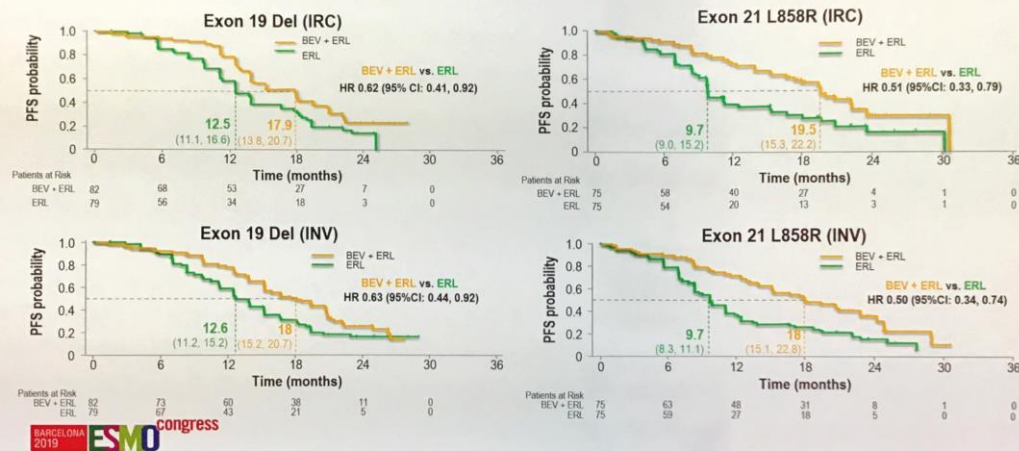 Exon 19 Del (IRC)
PFS probability
1.0
0.8
0.6
0.4
0.2
0
BEV + ERL
ERL
BEV + ERL vs. ERL
HR 0.62 (95% CI: 0.41, 0.92)
12.5
(11.1, 16.6)
17.9
(13.8, 20.7)
0 6 12 18 24 30 36
Time (months)
Patients at Risk
BEV + ERL 82 68 53 27 7 0
ERL 79 56 34 18 3 0
Exon 21 L858R (IRC)
PFS probability
1.0
0.8
0.6
0.4
0.2
0
BEV + ERL
ERL
BEV + ERL vs. ERL
HR 0.51 (95%CI: 0.33, 0.79)
9.7
(9.0, 15.2)
19.5
(15.3, 22.2)
0 6 12 18 24 30 36
Time (months)
Patients at Risk
BEV + ERL 75 58 40 27 4 1 0
ERL 75 54 20 13 3 1 0
Exon 19 Del (INV)
PFS probability
1.0
0.8
0.6
0.4
0.2
0
BEV + ERL
ERL
BEV + ERL vs. ERL
HR 0.63 (95%CI: 0.44, 0.92)
12.6
(11.2, 15.2)
18
(15.2, 20.7)
0 6 12 18 24 30 36
Time (months)
Patients at Risk
BEV + ERL 82 73 60 38 11 0
ERL 79 67 43 21 5 0
Exon 21 L858R (INV)
PFS probability
1.0
0.8
0.6
0.4
0.2
0
BEV + ERL
ERL
BEV + ERL vs. ERL
HR 0.50 (95%CI: 0.34, 0.74)
9.7
(8.3, 11.1)
18
(15.1, 22.8)
0 6 12 18 24 30 36
Time (months)
Patients at Risk
BEV + ERL 75 63 48 31 8 1 0
ERL 75 59 27 18 5 0 0
BARCELONA
2019
ESMO congress